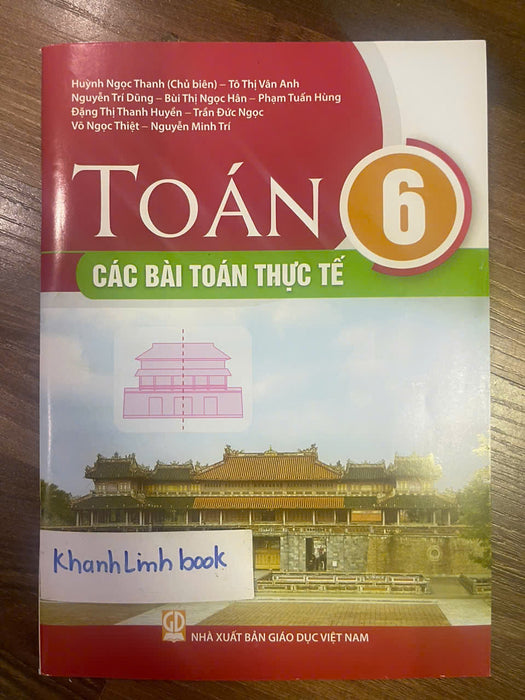 Huỳnh Ngọc Thanh (Chủ biên) – Tô Thị Vân Anh
Nguyễn Trí Dũng – Bùi Thị Ngọc Hân – Phạm Tuấn Hùng
Đặng Thị Thanh Huyền – Trần Đức Ngọc
Võ Ngọc Thiệt – Nguyễn Minh Trí
TOÁN 6
CÁC BÀI TOÁN THỰC TẾ
KhanhLinh book
GD
NHÀ XUẤT BẢN GIÁO DỤC VIỆT NAM